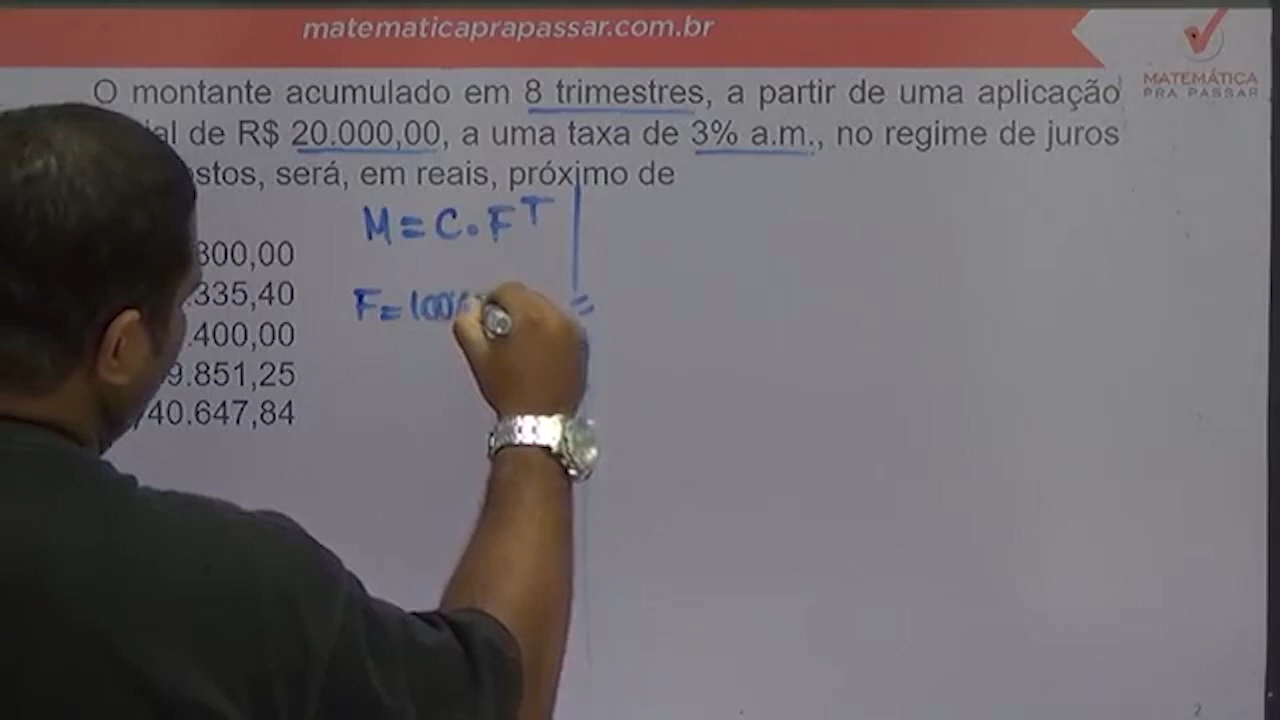 matematicaprapassar.com.br
MATEMÁTICA
PRA PASSAR
O montante acumulado em 8 trimestres, a partir de uma aplicação
de R$ 20.000,00, a uma taxa de 3% a.m., no regime de juros
será, em reais, próximo de
M = C . F^T
300,00
.335,40
F = 100%
=
.400,00
9.851,25
40.647,84
2